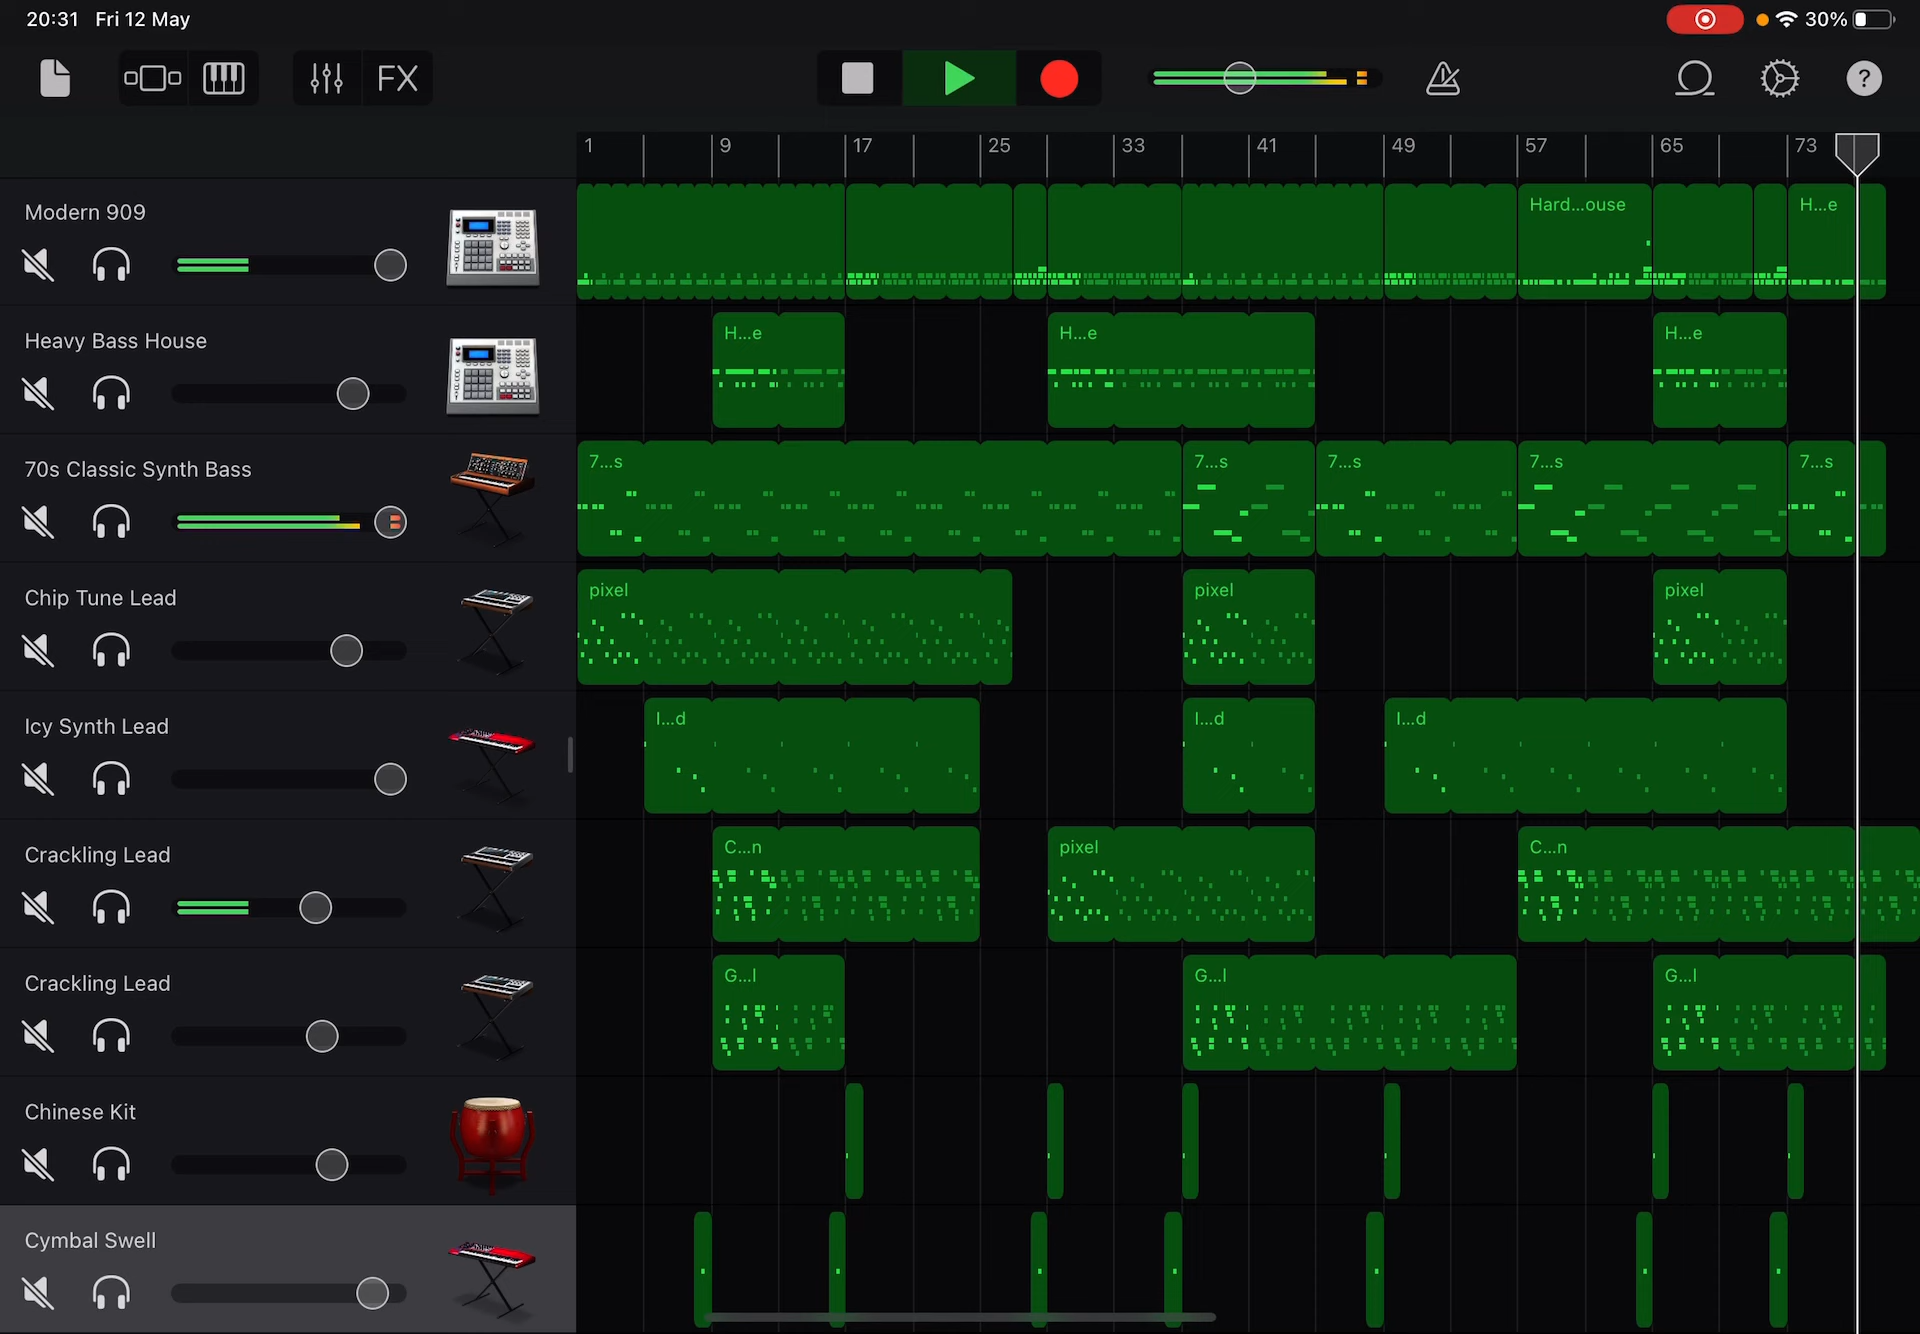 20:31 Fri 12 May
30%
FX
?
1 9 17 25 33 41 49 57 65 73
Modern 909
Hard...ouse
H...e
Heavy Bass House
H...e
H...e
H...e
70s Classic Synth Bass
7...s
7...s
7...s
7...s
7...s
Chip Tune Lead
pixel
pixel
pixel
Icy Synth Lead
I...d
I...d
I...d
Crackling Lead
C...n
pixel
C...n
Crackling Lead
G...l
G...l
G...l
Chinese Kit
Cymbal Swell